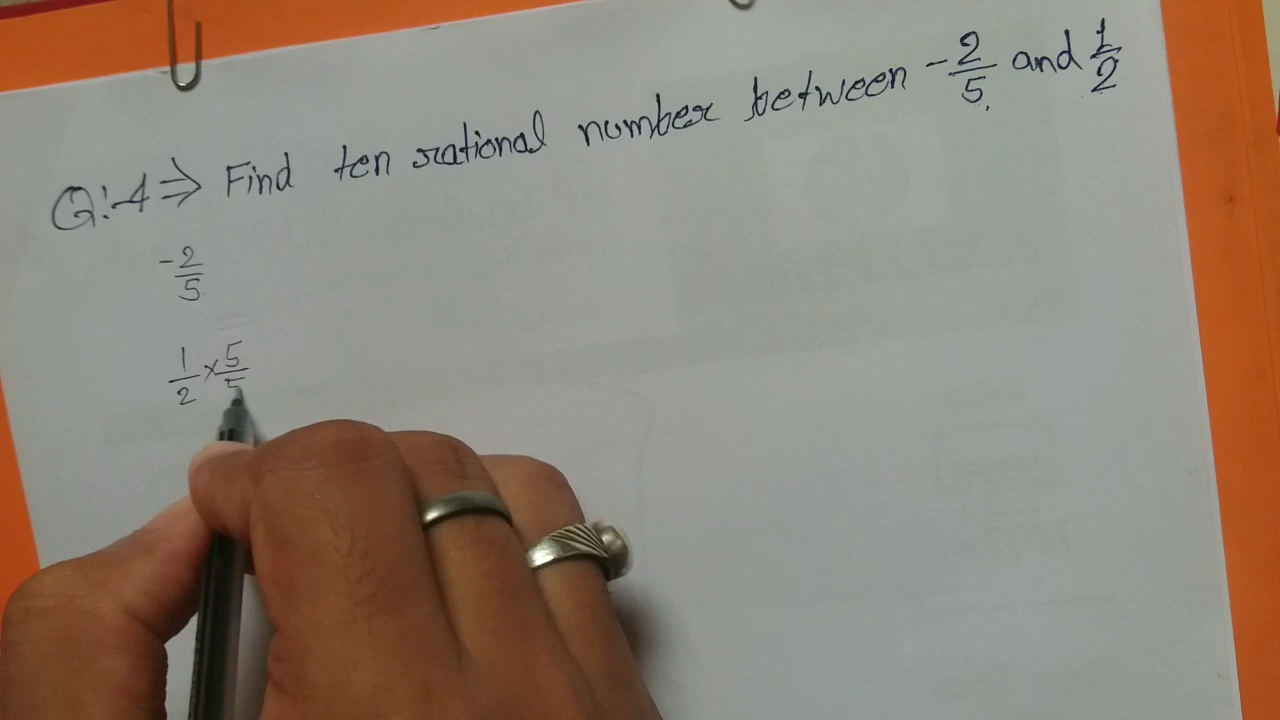 Q:4 ⇒ Find ten rational number between -2/5 and 1/2
-2/5
1/2 × 5/5